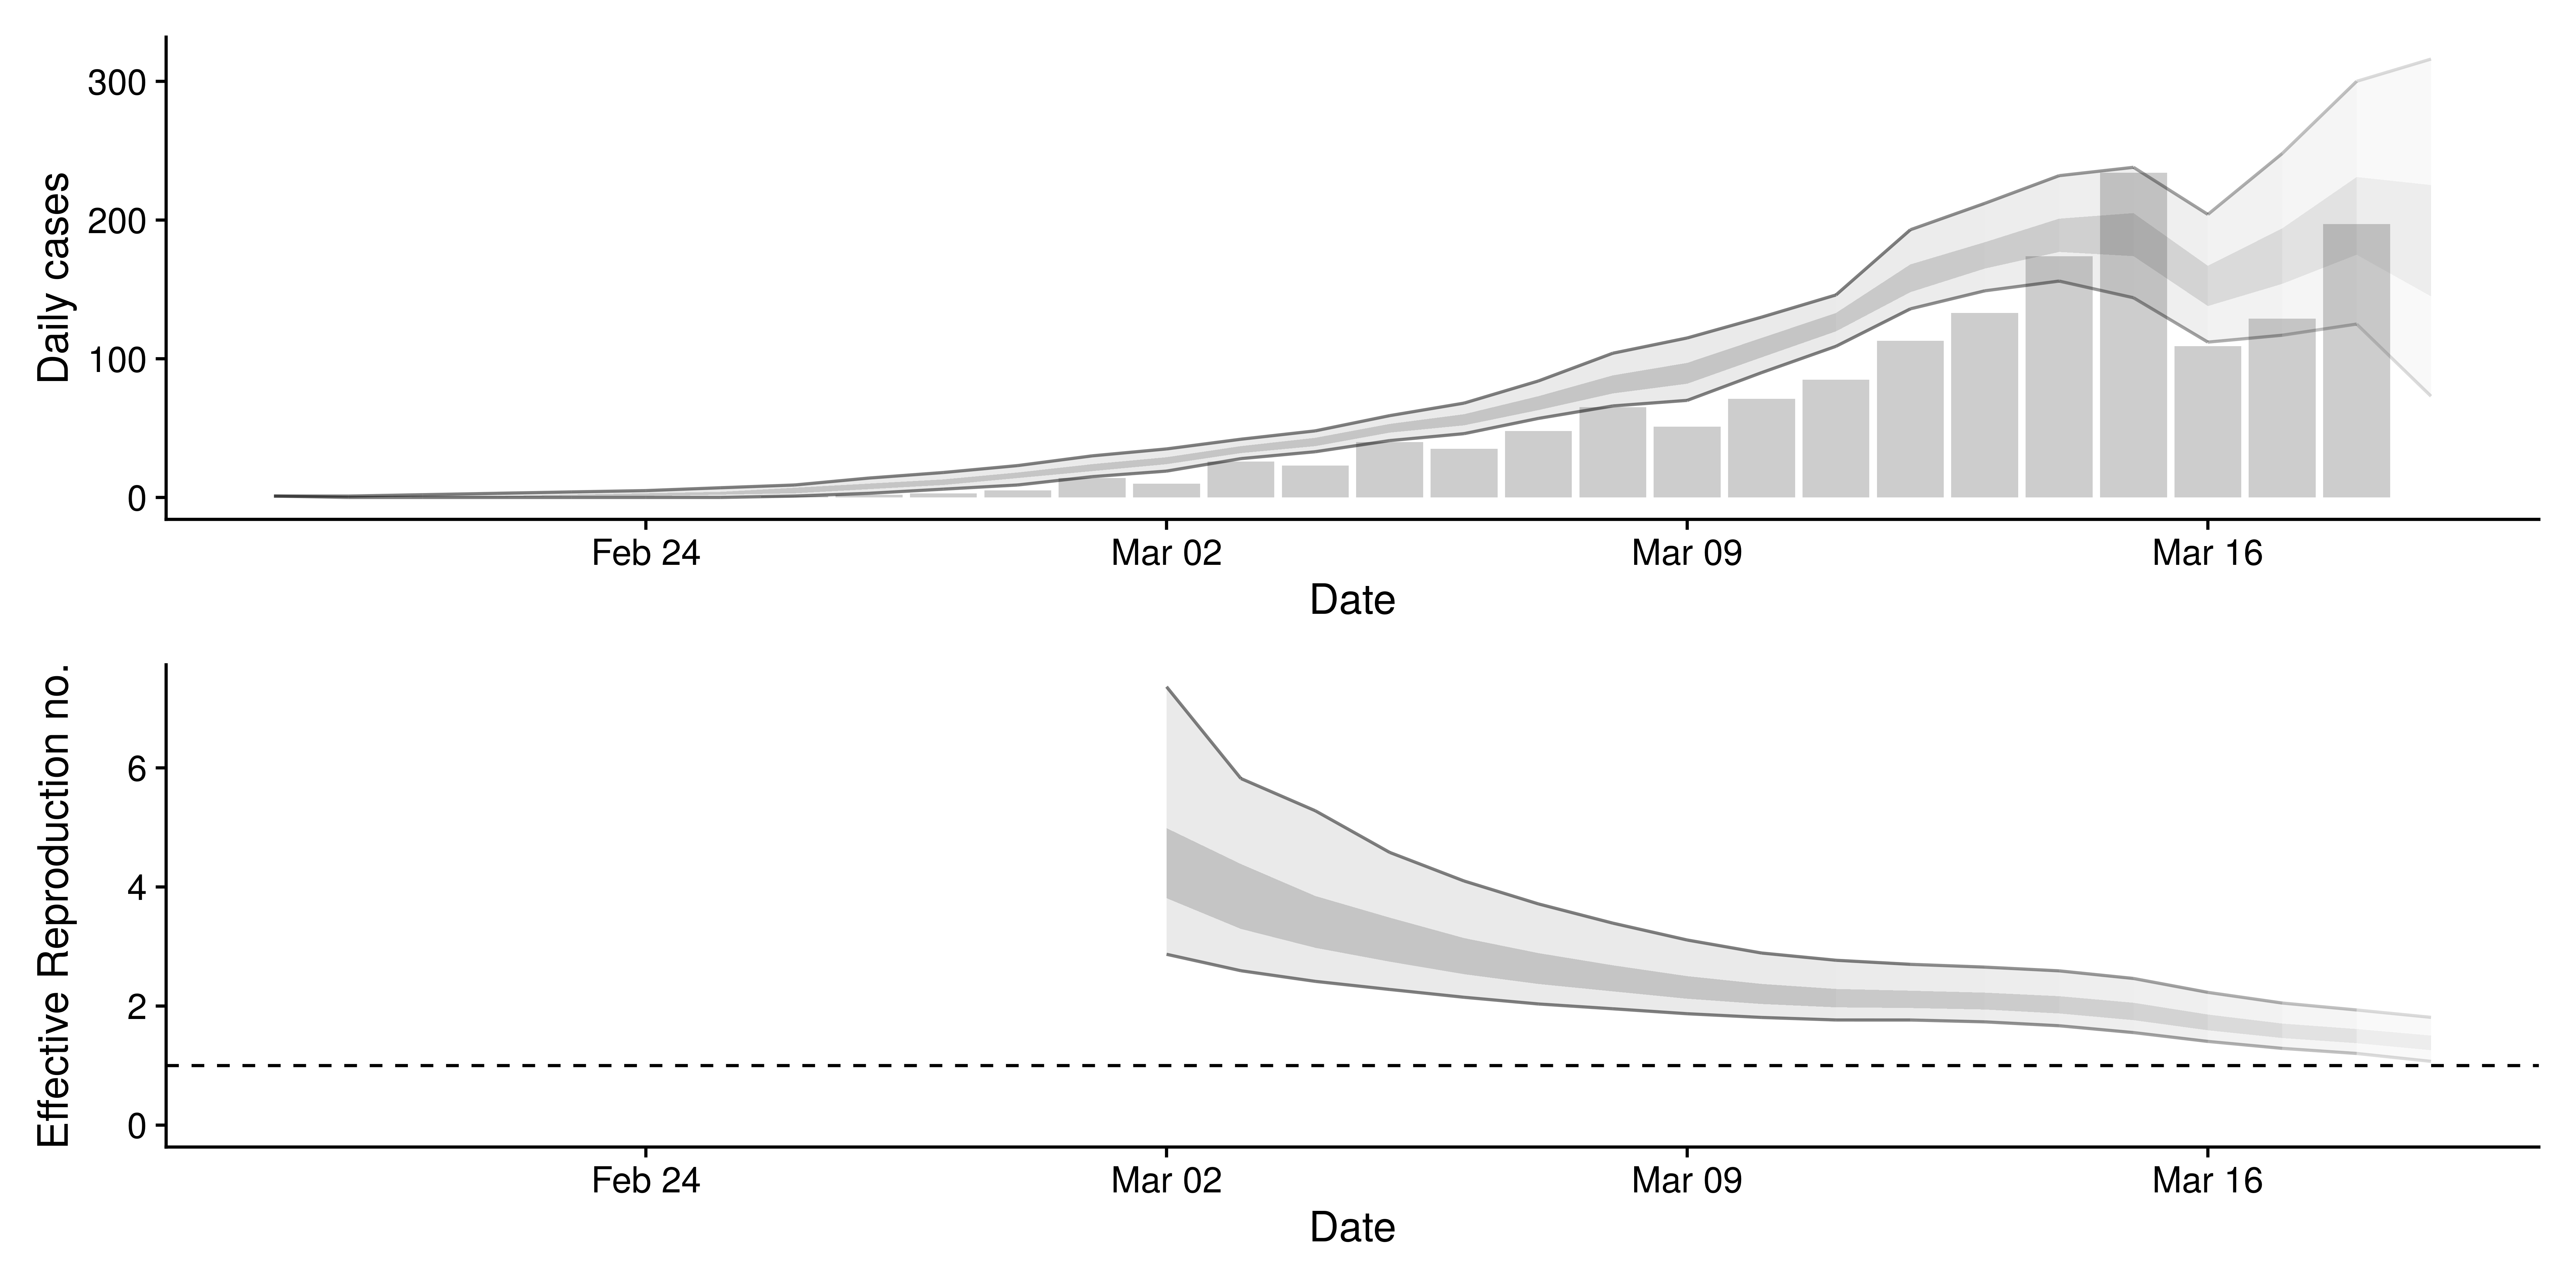 Daily cases
300
200
100
0
Feb 24 Mar 02 Mar 09 Mar 16
Date
Effective Reproduction no.
6
4
2
0
Feb 24 Mar 02 Mar 09 Mar 16
Date